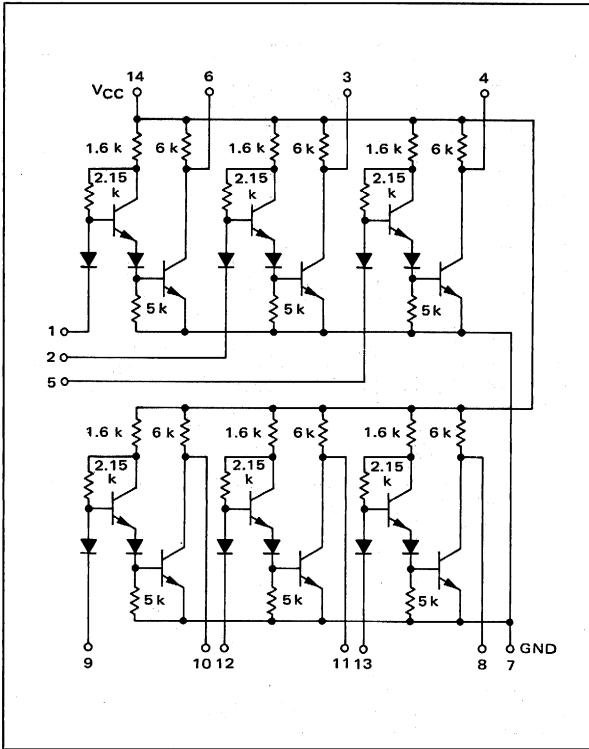 14 6 3 4
VCC
1.6 k 6 k 1.6 k 6 k 1.6 k 6 k
2.15 k 2.15 k 2.15 k
5 k 5 k 5 k
1
2
5
1.6 k 6 k 1.6 k 6 k 1.6 k 6 k
2.15 k 2.15 k 2.15 k
5 k 5 k 5 k
9 10 12 11 13 8 7 GND